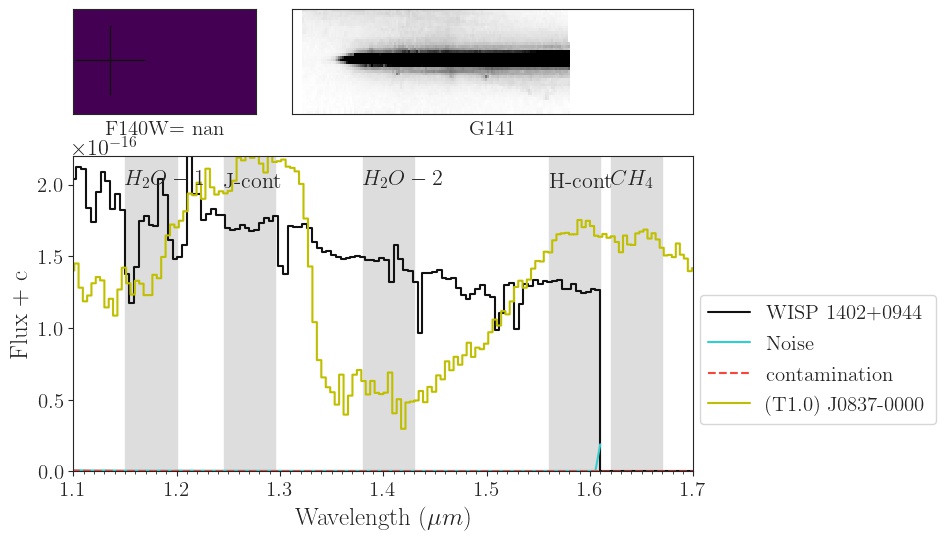 F140W= nan
G141
×10⁻¹⁶
H₂O − 1
J-cont
H₂O − 2
H-cont
CH₄
2.0
1.5
1.0
0.5
0.0
Flux + c
1.1
1.2
1.3
1.4
1.5
1.6
1.7
Wavelength (μm)
WISP 1402+0944
Noise
contamination
(T1.0) J0837-0000